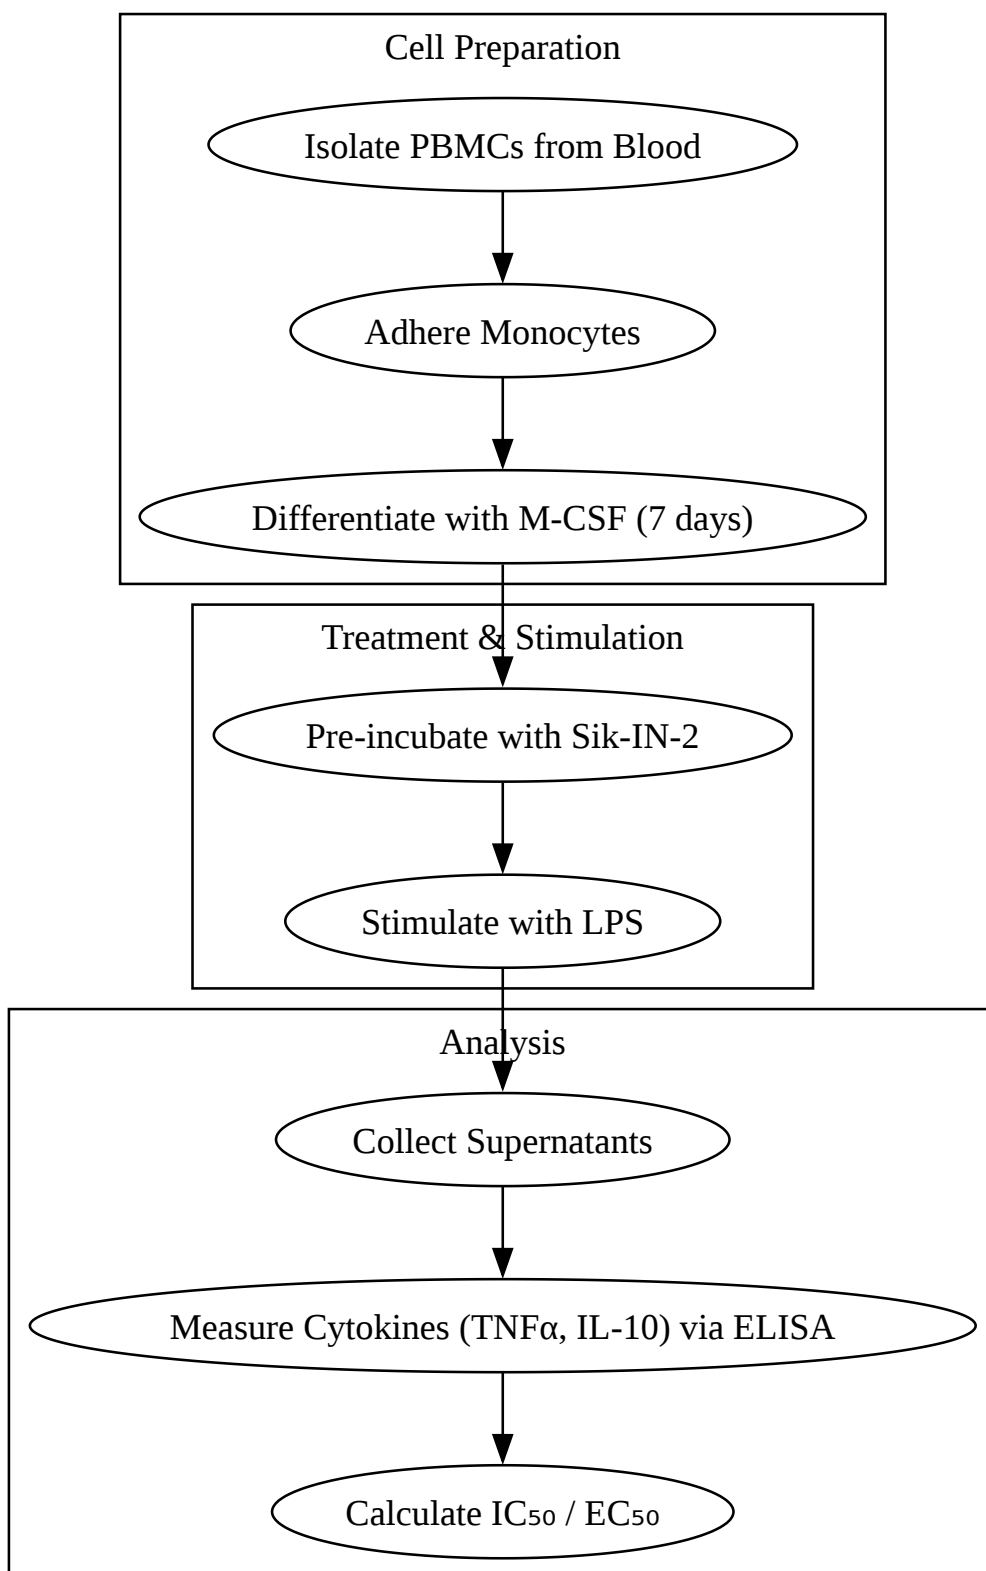 Cell Preparation
Isolate PBMCs from Blood
Adhere Monocytes
Differentiate with M-CSF (7 days)
Treatment & Stimulation
Pre-incubate with Sik-IN-2
Stimulate with LPS
Analysis
Collect Supernatants
Measure Cytokines (TNFα, IL-10) via ELISA
Calculate IC₅₀ / EC₅₀